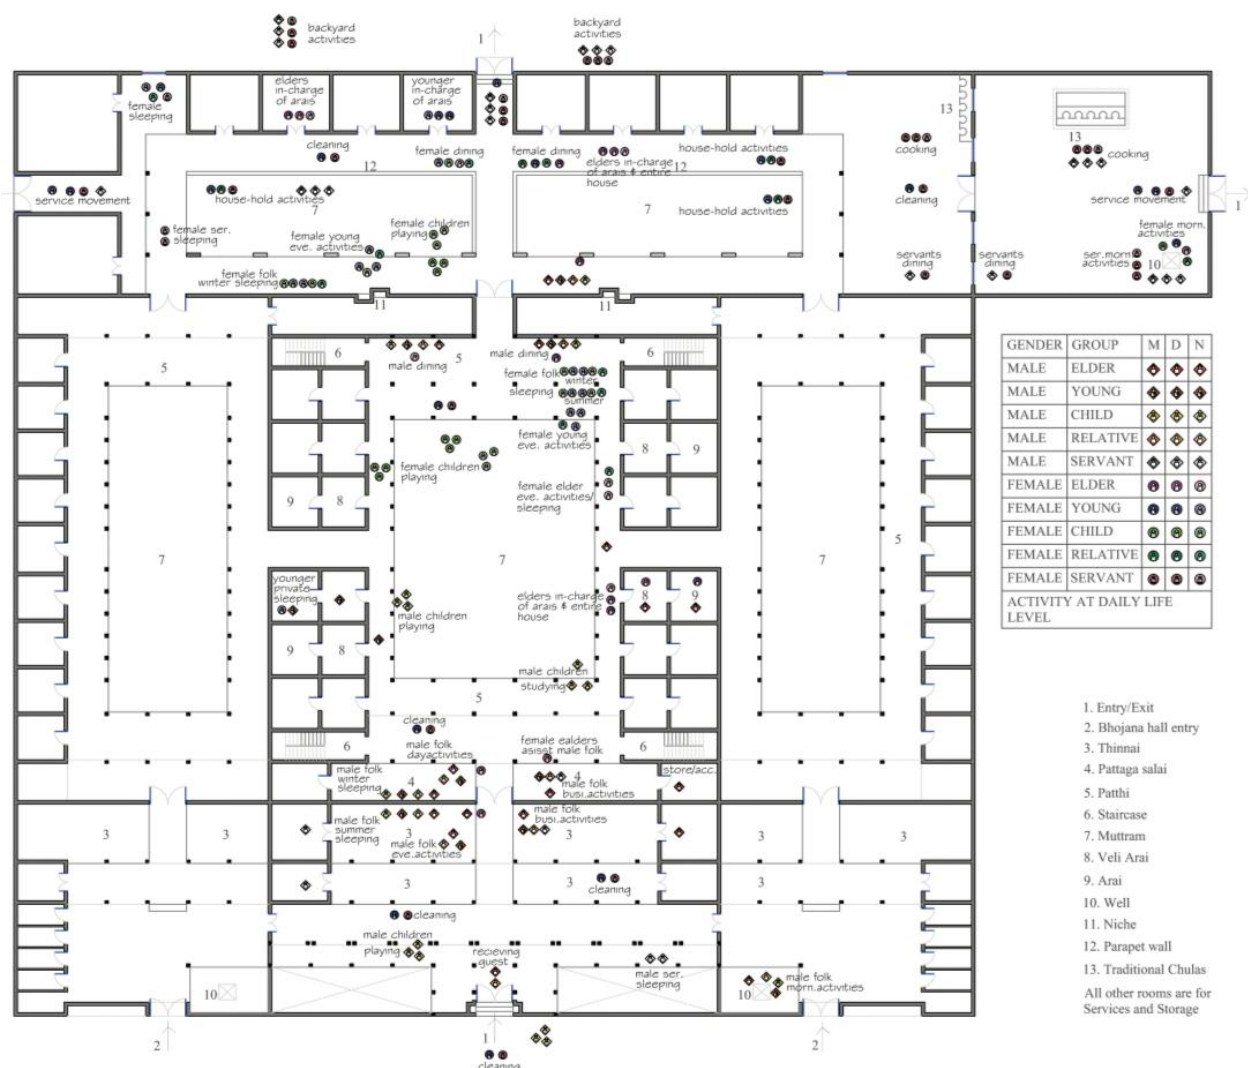 backyard
activities
1
backyard
activities
female
sleeping
elders
in-charge
of arais
younger
in-charge
of arais
13
13
cooking
cooking
cleaning
12
female dining
female dining
elders in-charge
of arais & entire
house
12
house-hold activities
service movement
house-hold activities
7
7
house-hold activities
cleaning
service movement
1
female ser.
sleeping
female children
playing
female young
eve. activities
female morn.
activities
ser.morn
activities
10
servants
dining
servants
dining
female folk
winter sleeping
11
11
5
6
male dining
5
male dining
6
female folk
winter
sleeping
summer
female young
eve. activities
female children
playing
8
9
female elder
eve. activities/
sleeping
9
8
7
7
7
5
younger
private
sleeping
elders in-charge
of arais & entire
house
8
9
male children
playing
9
8
male children
studying
5
cleaning
6
male folk
dayactivities
female ealders
asisst male folk
6
male folk
winter
sleeping
4
4
male folk
busi.activities
store/acc.
3
3
male folk
summer
sleeping
3
male folk
eve.activities
male folk
busi.activities
3
3
3
3
3
cleaning
3
cleaning
male children
playing
recieving
guest
male ser.
sleeping
male folk
morn.activities
10
10
2
1
2
cleaning
GENDER GROUP M D N
MALE ELDER
MALE YOUNG
MALE CHILD
MALE RELATIVE
MALE SERVANT
FEMALE ELDER
FEMALE YOUNG
FEMALE CHILD
FEMALE RELATIVE
FEMALE SERVANT
ACTIVITY AT DAILY LIFE
LEVEL
1. Entry/Exit
2. Bhojana hall entry
3. Thinnai
4. Pattaga salai
5. Patthi
6. Staircase
7. Muttram
8. Veli Arai
9. Arai
10. Well
11. Niche
12. Parapet wall
13. Traditional Chulas
All other rooms are for
Services and Storage